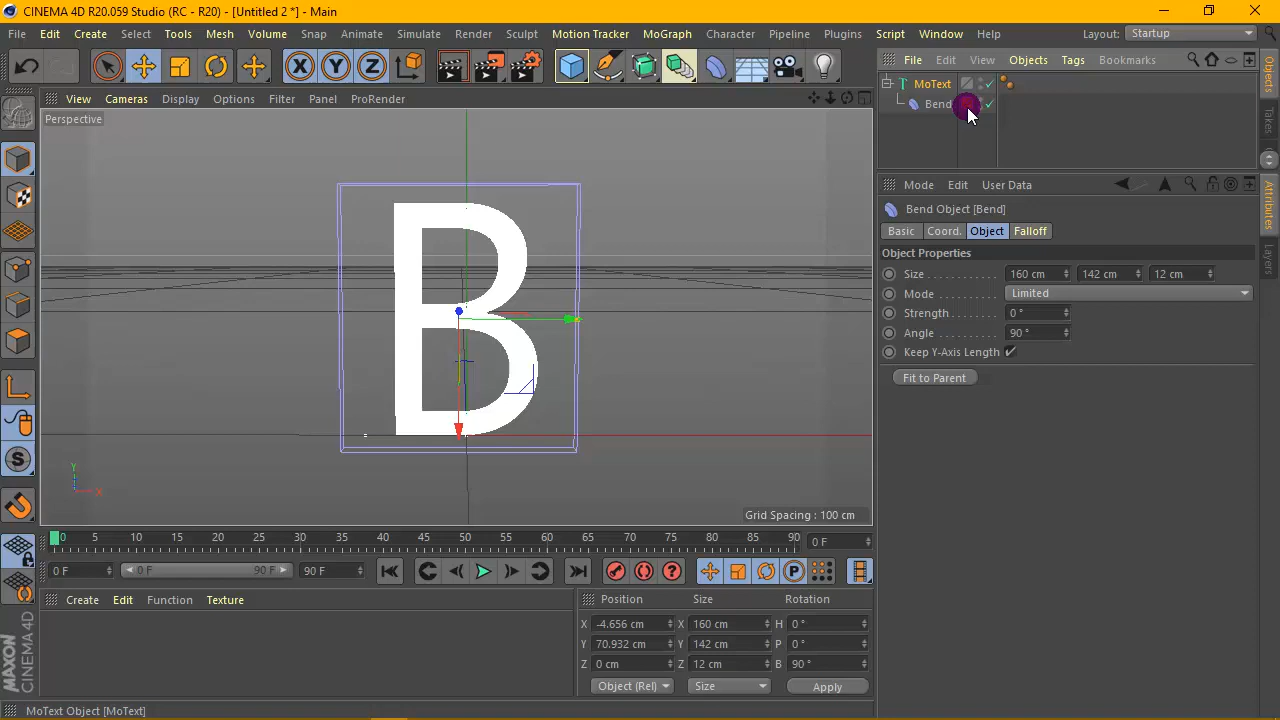 CINEMA 4D R20.059 Studio (RC - R20) - [Untitled 2 *] - Main
File Edit Create Select Tools Mesh Volume Snap Animate Simulate Render Sculpt Motion Tracker MoGraph Character Pipeline Plugins Script Window Help Layout: Startup
X Y Z
File Edit View Objects Tags Bookmarks
View Cameras Display Options Filter Panel ProRender
Perspective
MoText
Bend
Objects
Takes
Mode Edit User Data
Attributes
Layers
Bend Object [Bend]
Basic Coord. Object Falloff
Object Properties
Size 160 cm 142 cm 12 cm
Mode Limited
Strength 0 °
Angle 90 °
Keep Y-Axis Length
Fit to Parent
B
Y
X
Grid Spacing : 100 cm
0 5 10 15 20 25 30 35 40 45 50 55 60 65 70 75 80 85 90 0 F
0 F 0 F 90 F 90 F
P
S
Create Edit Function Texture
Position Size Rotation
X -4.656 cm X 160 cm H 0 °
Y 70.932 cm Y 142 cm P 0 °
Z 0 cm Z 12 cm B 90 °
Object (Rel) Size Apply
MAXON
CINEMA 4D
MoText Object [MoText]